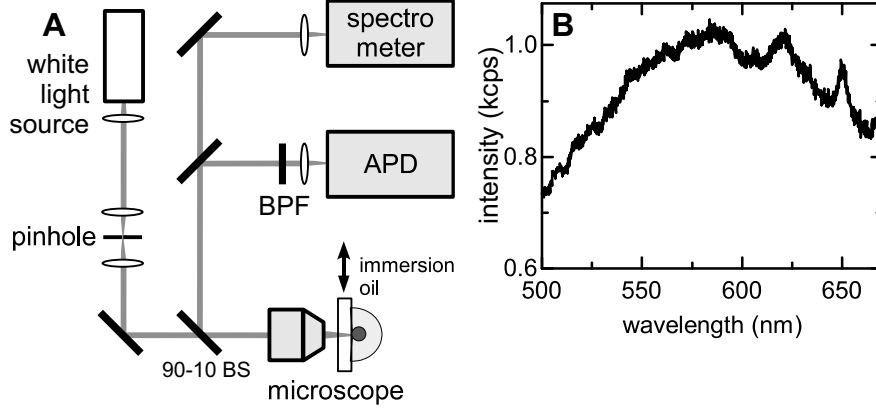 A
white
light
source
pinhole
90-10 BS
spectro
meter
APD
BPF
immersion
oil
microscope
B
intensity (kcps)
1.0
0.8
0.6
500
550
600
650
wavelength (nm)